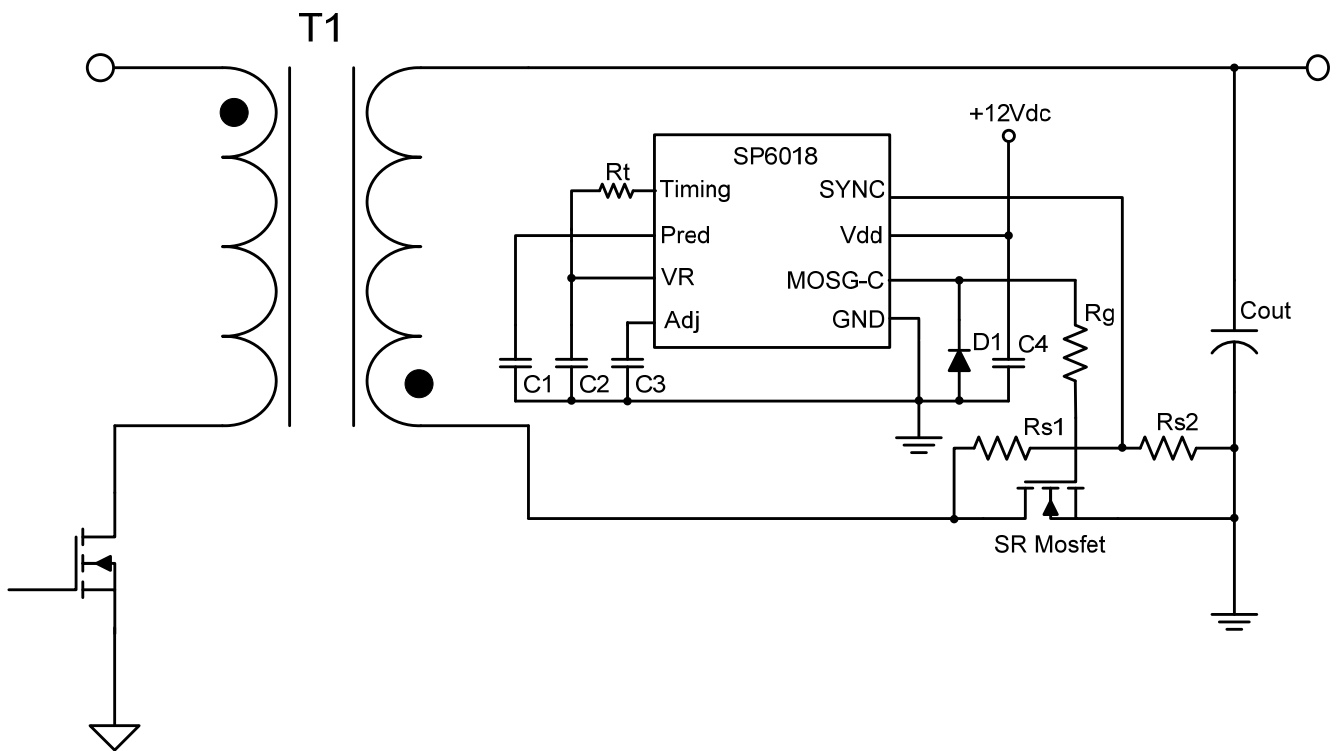 T1
+12Vdc
SP6018
Rt
Timing
SYNC
Pred
Vdd
VR
MOSG-C
Adj
GND
Rg
Cout
D1
C4
C1
C2
C3
Rs1
Rs2
SR Mosfet